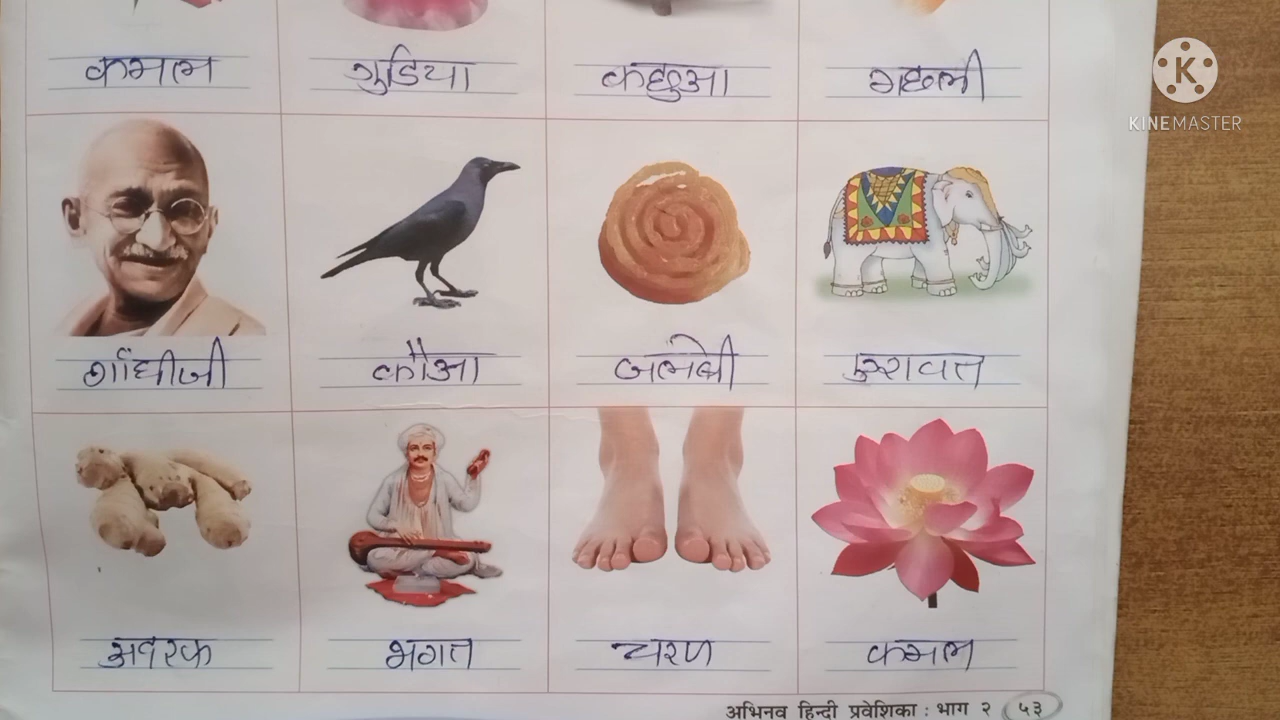 कमल गुडिया कछुआ मछली
K
KINEMASTER
गाँधीजी कौआ जलेबी ऐरावत
अदरक भगत चरण कमल
अभिनव हिन्दी प्रवेशिका : भाग २ ५३